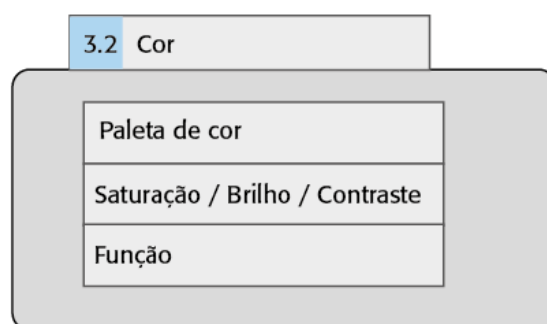 3.2 Cor
Paleta de cor
Saturação / Brilho / Contraste
Função